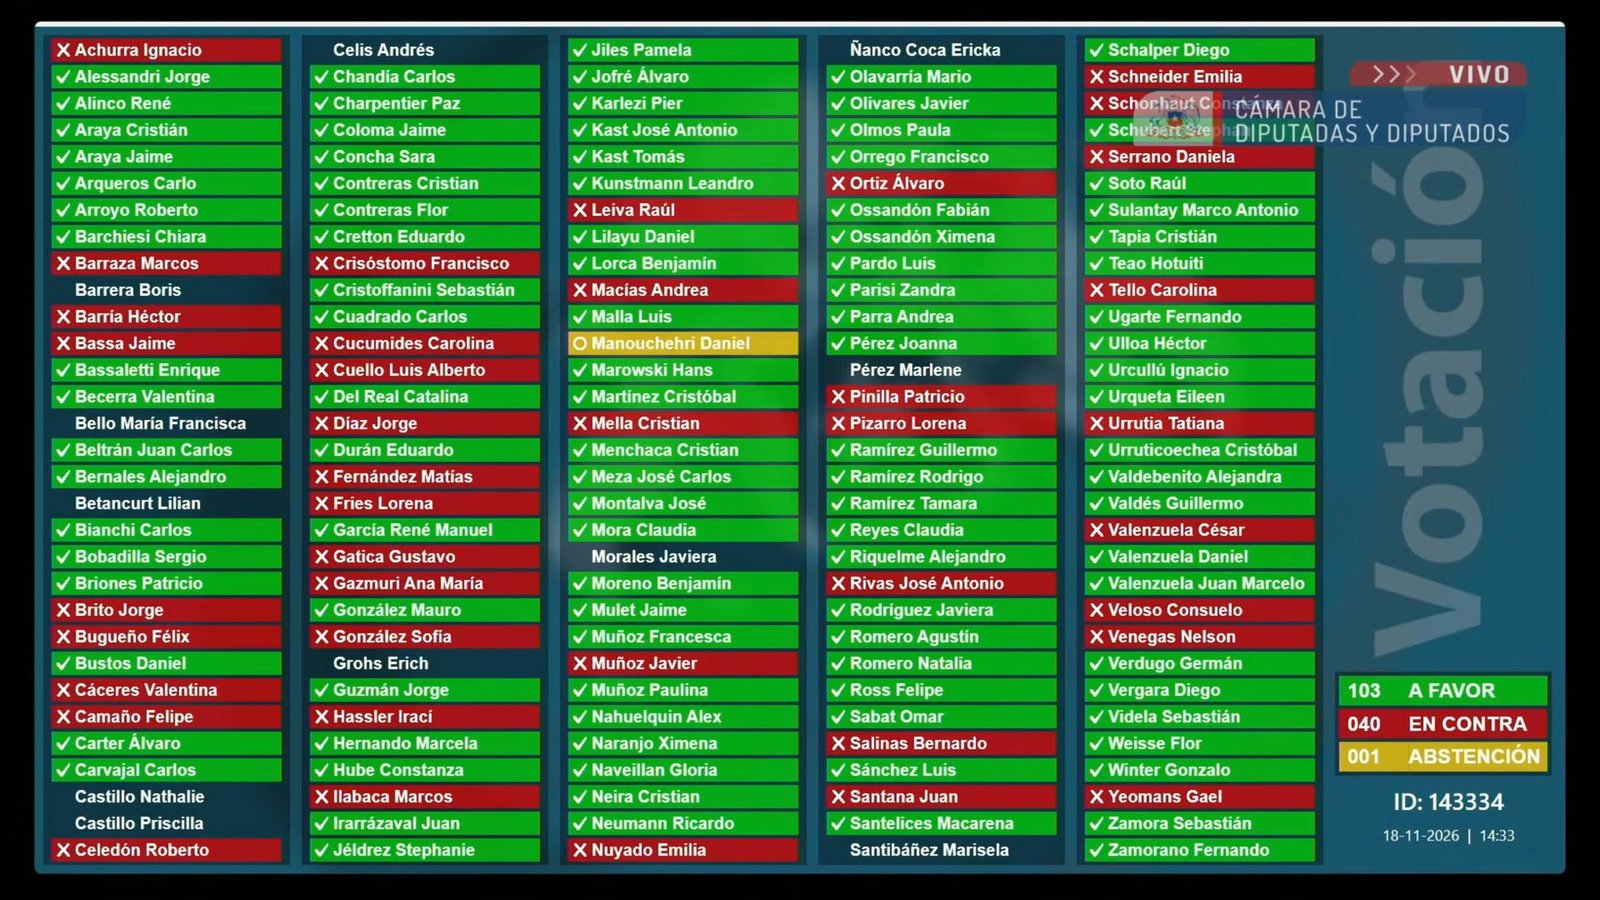 Achurra Ignacio
Alessandri Jorge
Alinco René
Araya Cristián
Araya Jaime
Arqueros Carlo
Arroyo Roberto
Barchiesi Chiara
Barraza Marcos
Barrera Boris
Barría Héctor
Bassa Jaime
Bassaletti Enrique
Becerra Valentina
Bello María Francisca
Beltrán Juan Carlos
Bernales Alejandro
Betancurt Lilian
Bianchi Carlos
Bobadilla Sergio
Briones Patricio
Brito Jorge
Bugueño Félix
Bustos Daniel
Cáceres Valentina
Camaño Felipe
Carter Álvaro
Carvajal Carlos
Castillo Nathalie
Castillo Priscilla
Celedón Roberto
Celis Andrés
Chandía Carlos
Charpentier Paz
Coloma Jaime
Concha Sara
Contreras Cristian
Contreras Flor
Cretton Eduardo
Crisóstomo Francisco
Cristoffanini Sebastián
Cuadrado Carlos
Cucumides Carolina
Cuello Luis Alberto
Del Real Catalina
Díaz Jorge
Durán Eduardo
Fernández Matías
Fries Lorena
García René Manuel
Gatica Gustavo
Gazmuri Ana María
González Mauro
González Sofía
Grohs Erich
Guzmán Jorge
Hassler Irací
Hernando Marcela
Hube Constanza
Ilabaca Marcos
Irarrázaval Juan
Jéldrez Stephanie
Jiles Pamela
Jofré Álvaro
Karlezi Pier
Kast José Antonio
Kast Tomás
Kunstmann Leandro
Leiva Raúl
Lilayu Daniel
Lorca Benjamín
Macías Andrea
Malla Luis
Manouchehri Daniel
Marowski Hans
Martínez Cristóbal
Mella Cristian
Menchaca Cristian
Meza José Carlos
Montalva José
Mora Claudia
Morales Javiera
Moreno Benjamín
Mulet Jaime
Muñoz Francesca
Muñoz Javier
Muñoz Paulina
Nahuelquin Alex
Naranjo Ximena
Naveillan Gloria
Neira Cristian
Neumann Ricardo
Nuyado Emilia
Ñanco Coca Ericka
Olavarría Mario
Olivares Javier
Olmos Paula
Orrego Francisco
Ortiz Álvaro
Ossandón Fabián
Ossandón Ximena
Pardo Luis
Parisi Zandra
Parra Andrea
Pérez Joanna
Pérez Marlene
Pinilla Patricio
Pizarro Lorena
Ramírez Guillermo
Ramírez Rodrigo
Ramírez Tamara
Reyes Claudia
Riquelme Alejandro
Rivas José Antonio
Rodríguez Javiera
Romero Agustín
Romero Natalia
Ross Felipe
Sabat Omar
Salinas Bernardo
Sánchez Luis
Santana Juan
Santelices Macarena
Santibáñez Marisela
Schalper Diego
Schneider Emilia
Schonhaut Constanza
Schubert Stephan
Serrano Daniela
Soto Raúl
Sulantay Marco Antonio
Tapia Cristián
Teao Hotuiti
Tello Carolina
Ugarte Fernando
Ulloa Héctor
Urcullú Ignacio
Urqueta Eileen
Urrutia Tatiana
Urruticoechea Cristóbal
Valdebenito Alejandra
Valdés Guillermo
Valenzuela César
Valenzuela Daniel
Valenzuela Juan Marcelo
Veloso Consuelo
Venegas Nelson
Verdugo Germán
Vergara Diego
Videla Sebastián
Weisse Flor
Winter Gonzalo
Yeomans Gael
Zamora Sebastián
Zamorano Fernando
>>> VIVO
CÁMARA DE
DIPUTADAS Y DIPUTADOS
Votación
103 A FAVOR
040 EN CONTRA
001 ABSTENCIÓN
ID: 143334
18-11-2026 | 14:33